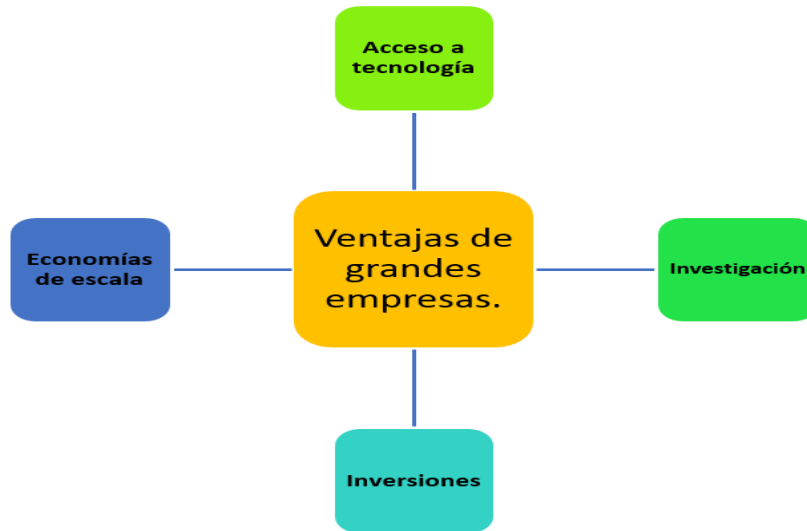 Acceso a
tecnología
Economías
de escala
Ventajas de
grandes
empresas.
Investigación
Inversiones